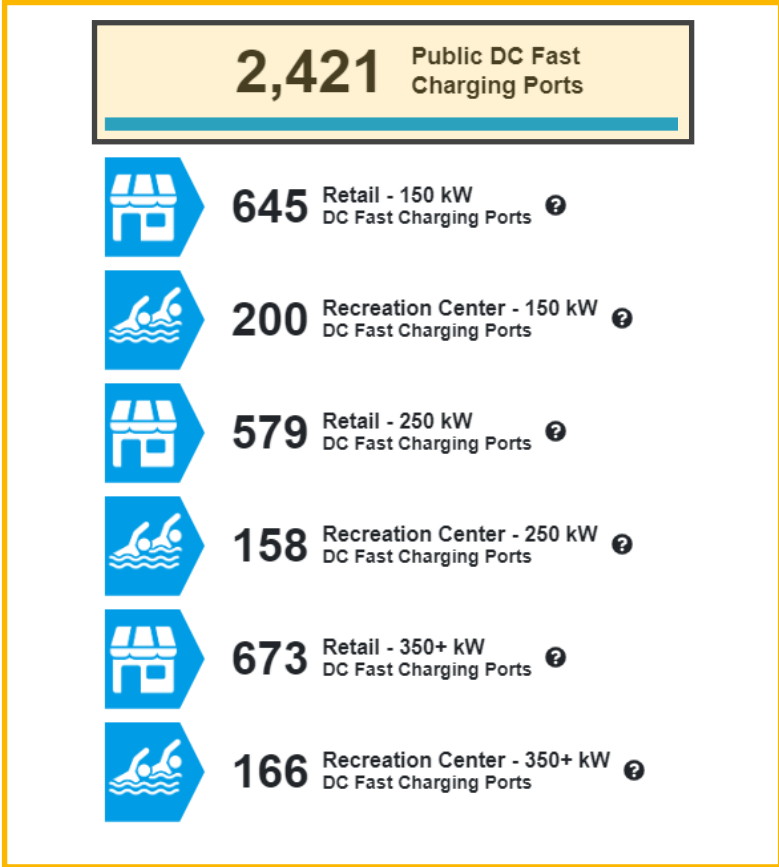 2,421 Public DC Fast
Charging Ports
645 Retail - 150 kW
DC Fast Charging Ports ?
200 Recreation Center - 150 kW
DC Fast Charging Ports ?
579 Retail - 250 kW
DC Fast Charging Ports ?
158 Recreation Center - 250 kW
DC Fast Charging Ports ?
673 Retail - 350+ kW
DC Fast Charging Ports ?
166 Recreation Center - 350+ kW
DC Fast Charging Ports ?